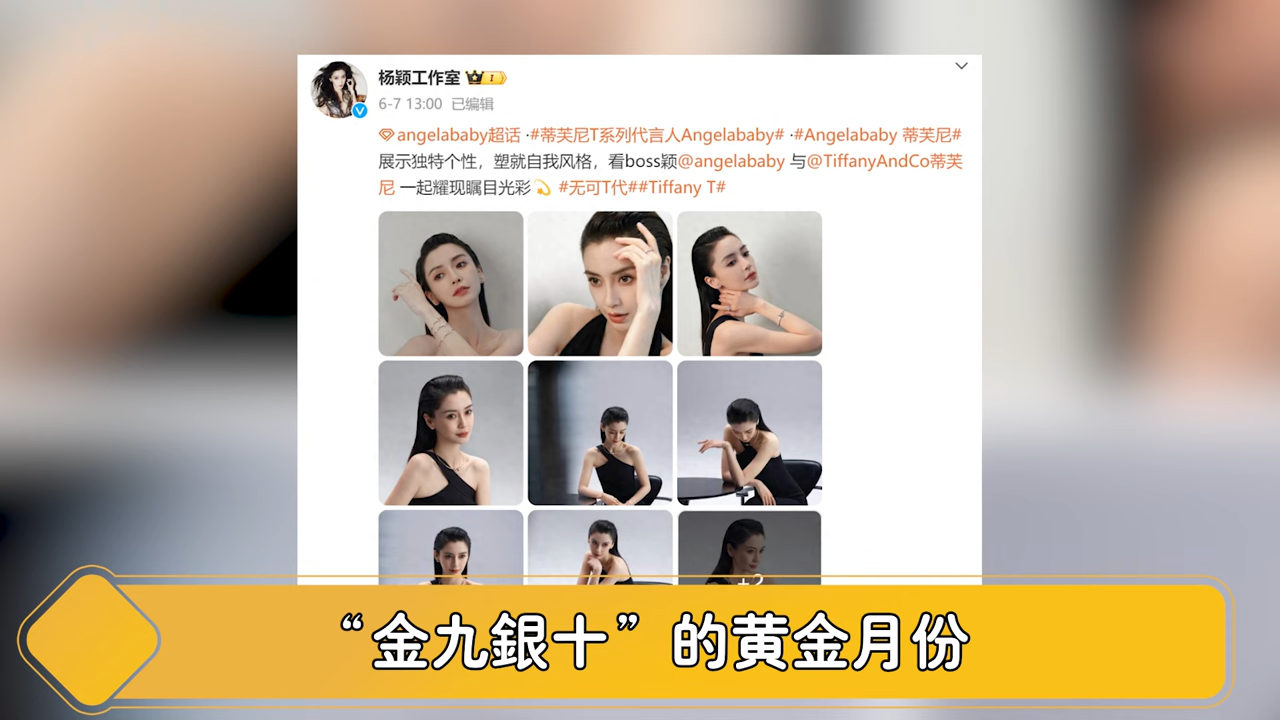 杨颖工作室 1
6-7 13:00 已编辑
angelababy超话 ·#蒂芙尼T系列代言人Angelababy# ·#Angelababy 蒂芙尼#
展示独特个性，塑就自我风格，看boss颖@angelababy 与@TiffanyAndCo蒂芙
尼 一起耀现瞩目光彩💫 #无可T代##Tiffany T#
+2
“金九銀十”的黄金月份